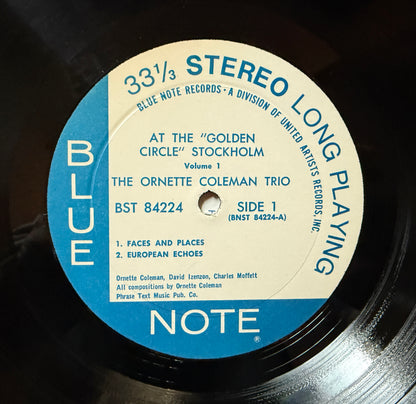 33 1/3 STEREO LONG PLAYING
BLUE NOTE RECORDS • A DIVISION OF UNITED ARTISTS RECORDS, INC.
AT THE "GOLDEN
CIRCLE" STOCKHOLM
Volume 1
THE ORNETTE COLEMAN TRIO
BST 84224 SIDE 1
(BNST 84224-A)
1. FACES AND PLACES
2. EUROPEAN ECHOES
Ornette Coleman, David Izenzon, Charles Moffett
All compositions by Ornette Coleman
Phrase Text Music Pub. Co.
BLUE
NOTE®